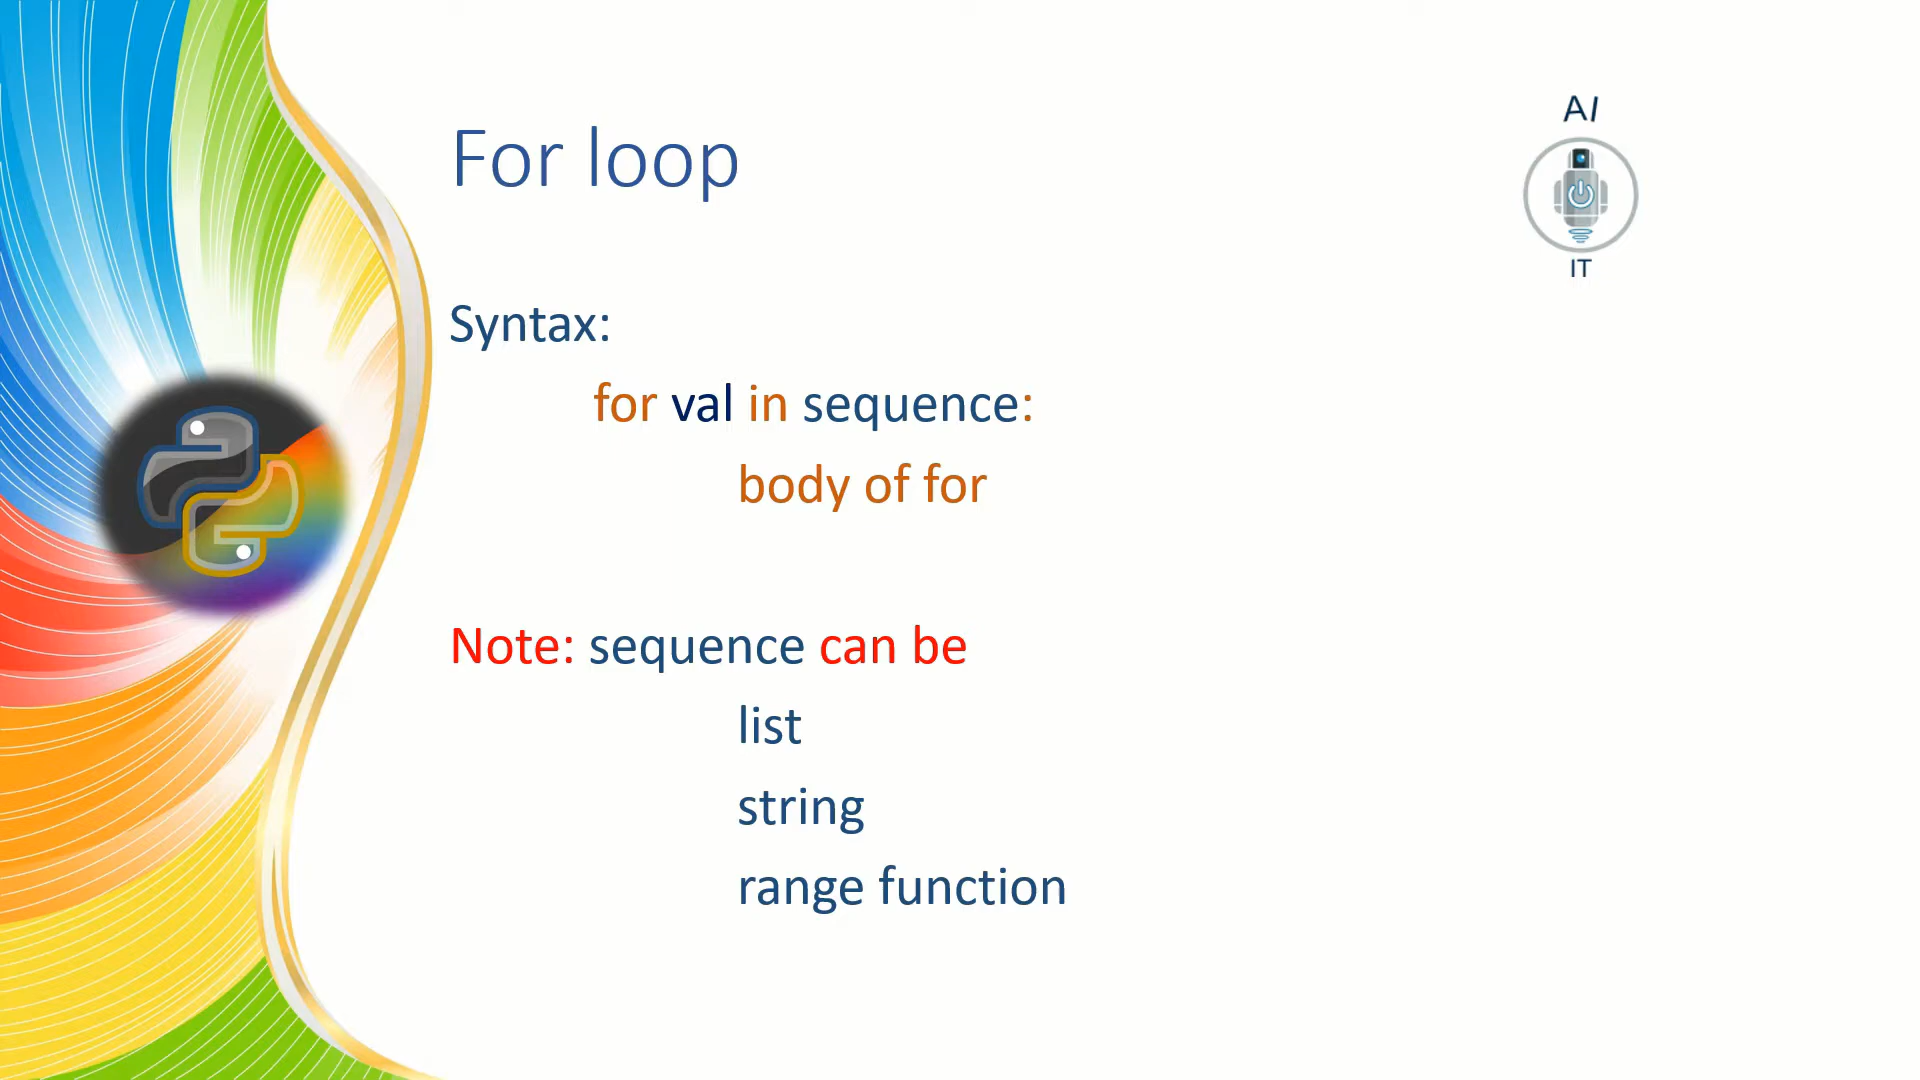 AI
IT
For loop
Syntax:
for val in sequence:
body of for
Note: sequence can be
list
string
range function